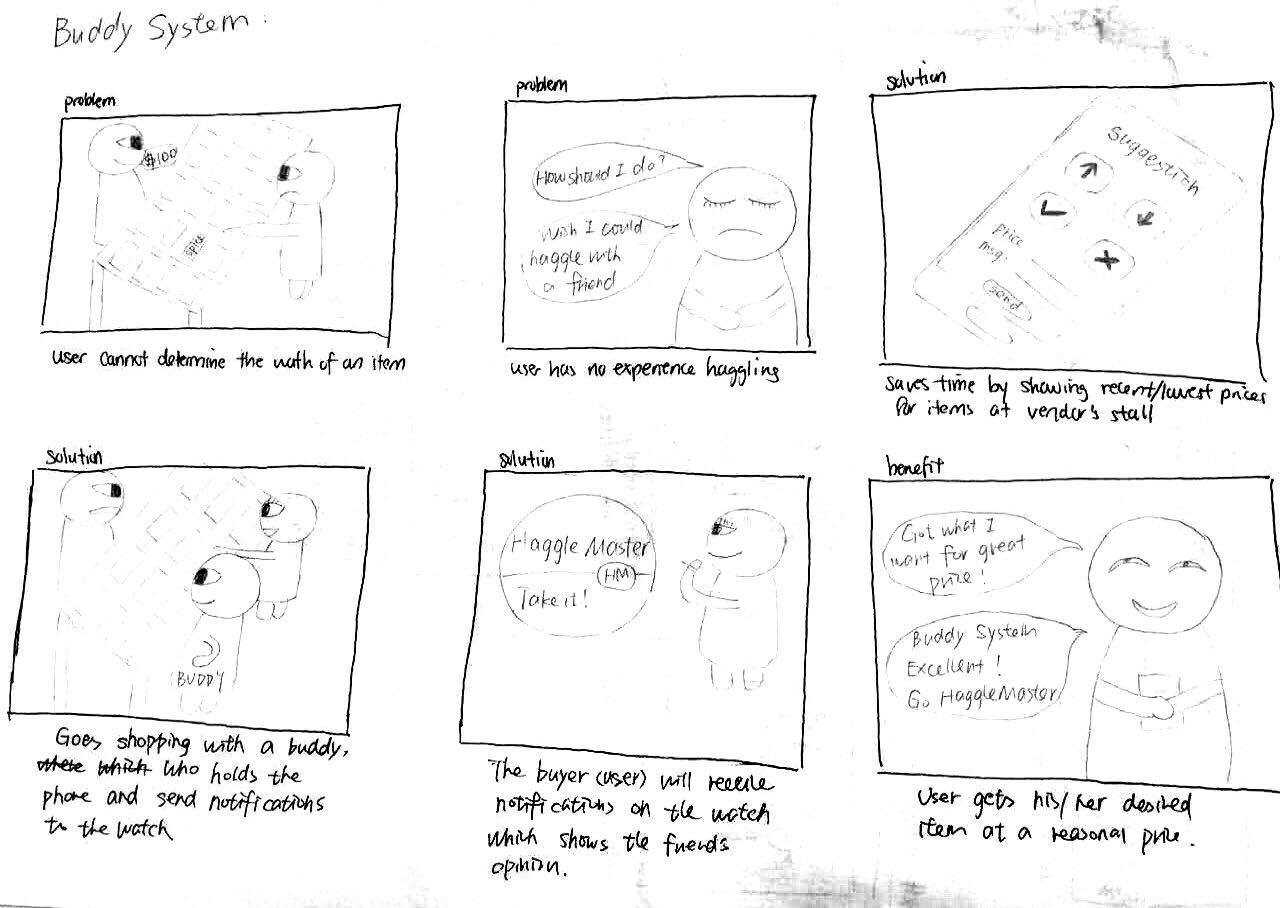 Buddy System:
problem
$100
spice
user cannot determine the woth of an item
problem
How should I do?
Wish I could
haggle with
a friend
user has no experience haggling
solution
Suggestion
price
msg:
send
saves time by showing recent/lowest prices
for items at vendor's stall
solution
BUDDY
Goes shopping with a buddy,
where which who holds the
phone and send notifications
to the watch
solution
Haggle Master
HM
Take it!
The buyer (user) will receive
notifications on the watch
which shows the friends
opinion.
benefit
Got what I
want for great
price!
Buddy System
Excellent!
Go HaggleMaster
User gets his/her desired
item at a reasonal price.